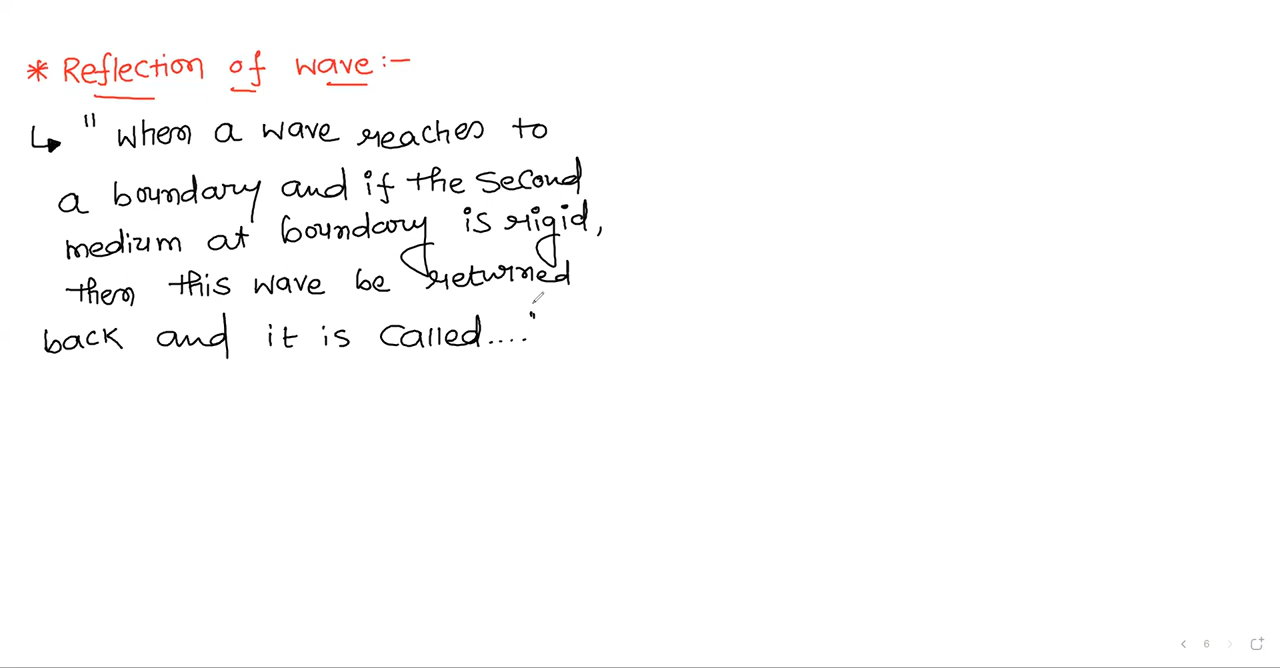 * Reflection of wave:-
↳ " when a wave reaches to
a boundary and if the second
medium at boundary is rigid,
then this wave be returned
back and it is called...."
6